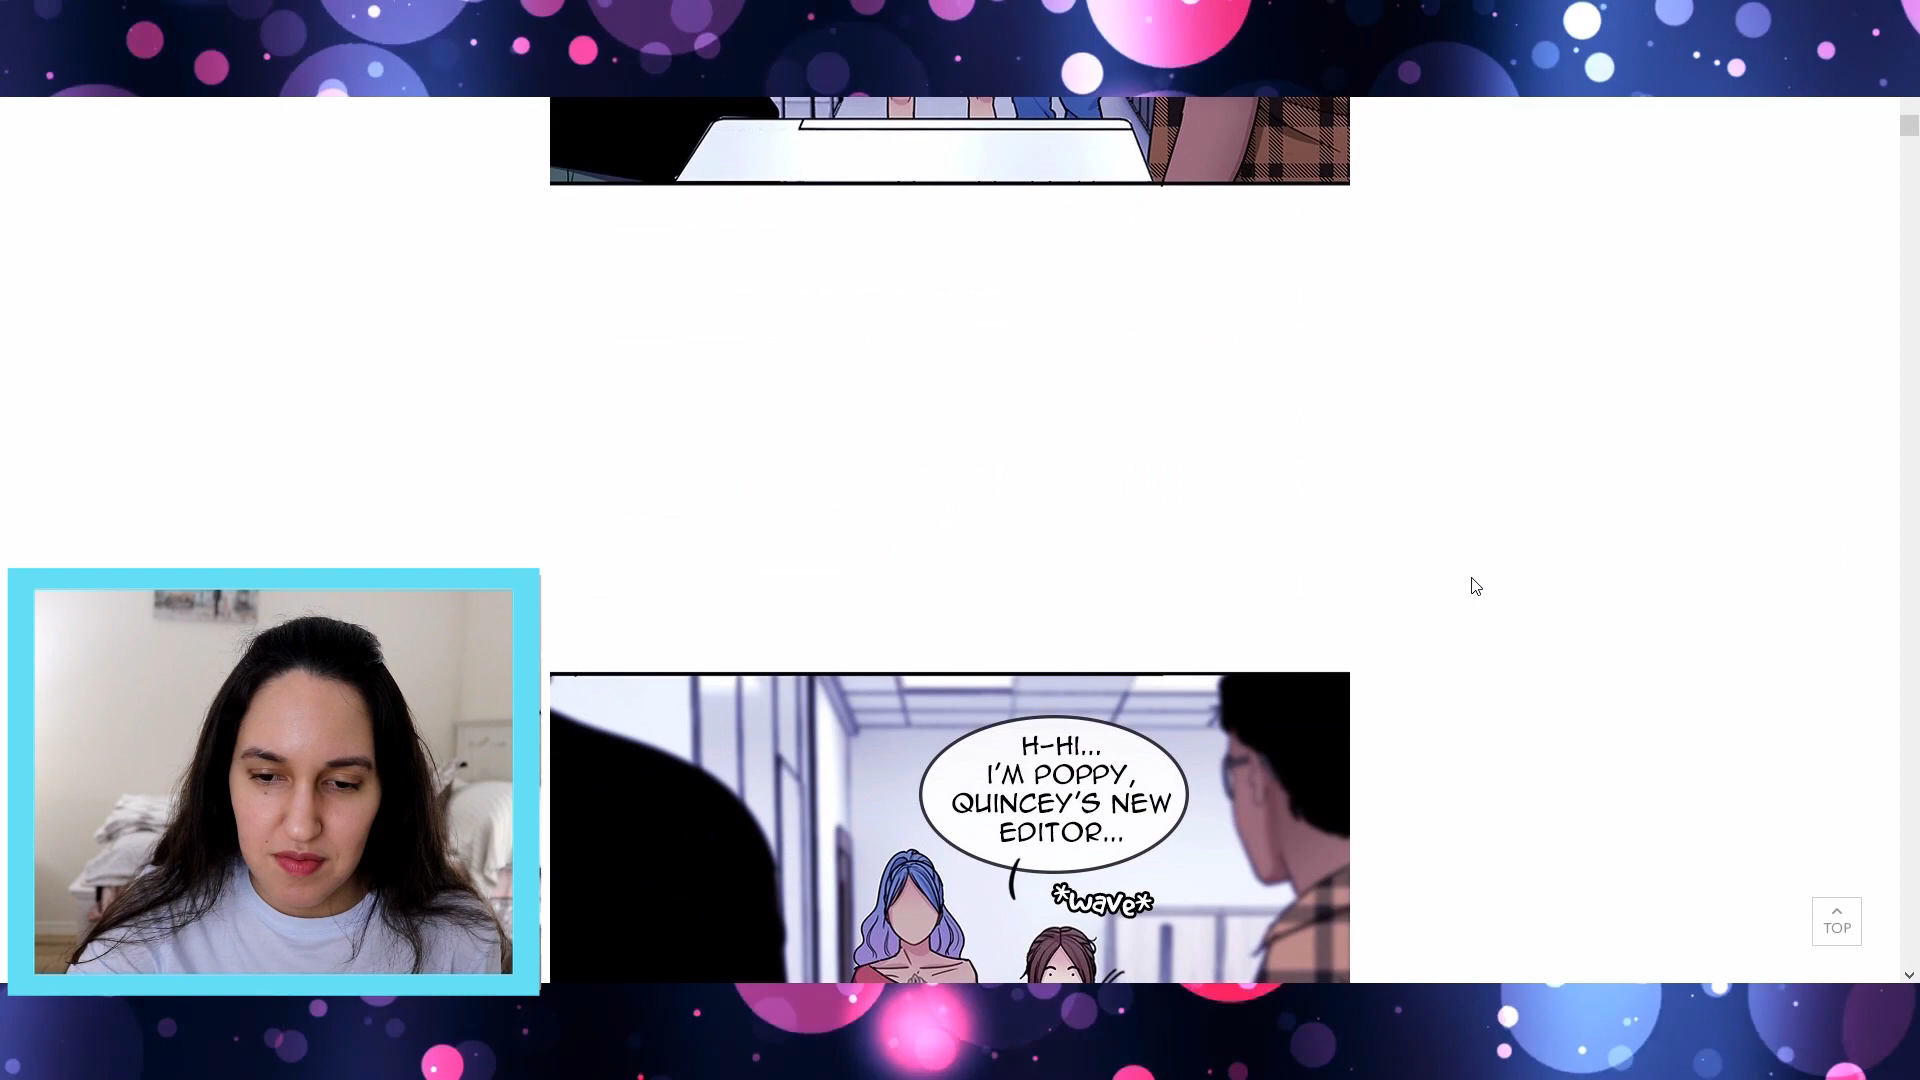 H-HI...
I'M POPPY,
QUINCEY'S NEW
EDITOR...
*wave*
TOP